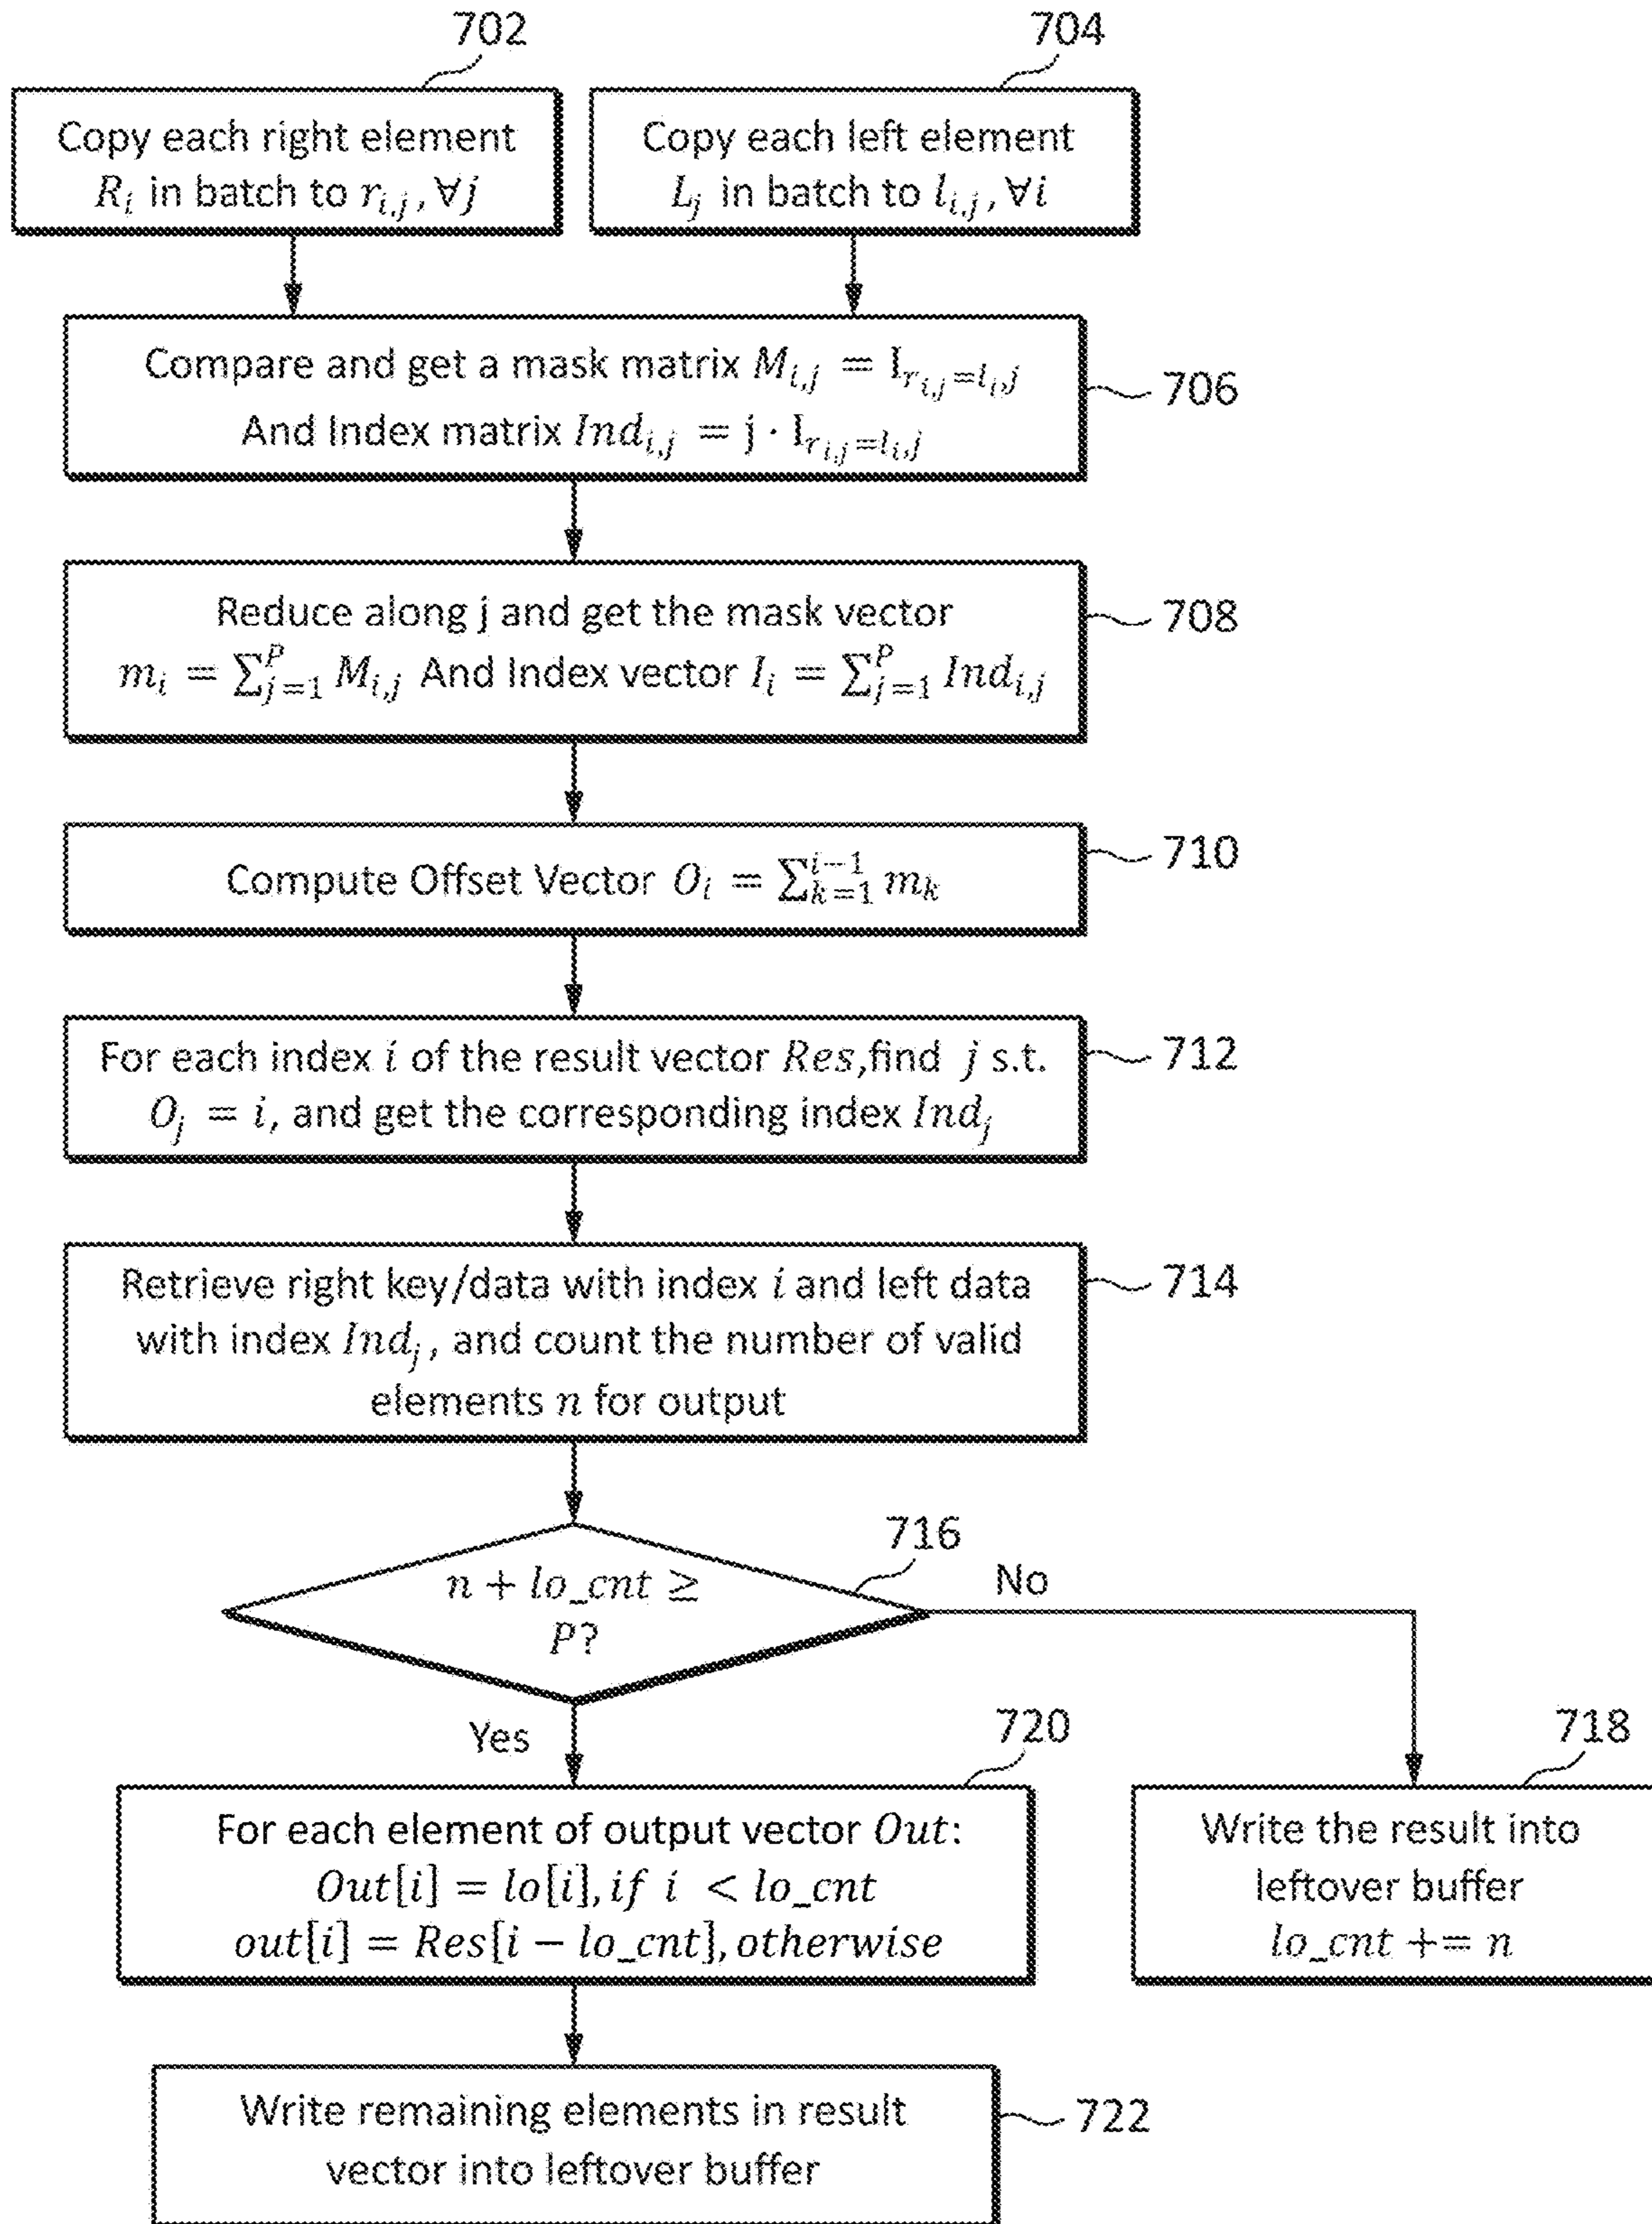 702
704
Copy each right element
R_i in batch to r_{i,j}, ∀j
Copy each left element
L_j in batch to l_{i,j}, ∀i
Compare and get a mask matrix M_{i,j} = I_{r_{i,j}=l_{i,j}}
And Index matrix Ind_{i,j} = j · I_{r_{i,j}=l_{i,j}}
706
Reduce along j and get the mask vector
m_i = ∑_{j=1}^{P} M_{i,j} And Index vector I_i = ∑_{j=1}^{P} Ind_{i,j}
708
Compute Offset Vector O_i = ∑_{k=1}^{i−1} m_k
710
For each index i of the result vector Res,find j s.t.
O_j = i, and get the corresponding index Ind_j
712
Retrieve right key/data with index i and left data
with index Ind_j, and count the number of valid
elements n for output
714
716
n + lo_cnt ≥
P?
No
Yes
720
718
For each element of output vector Out:
Out[i] = lo[i], if i < lo_cnt
out[i] = Res[i − lo_cnt], otherwise
Write the result into
leftover buffer
lo_cnt += n
Write remaining elements in result
vector into leftover buffer
722